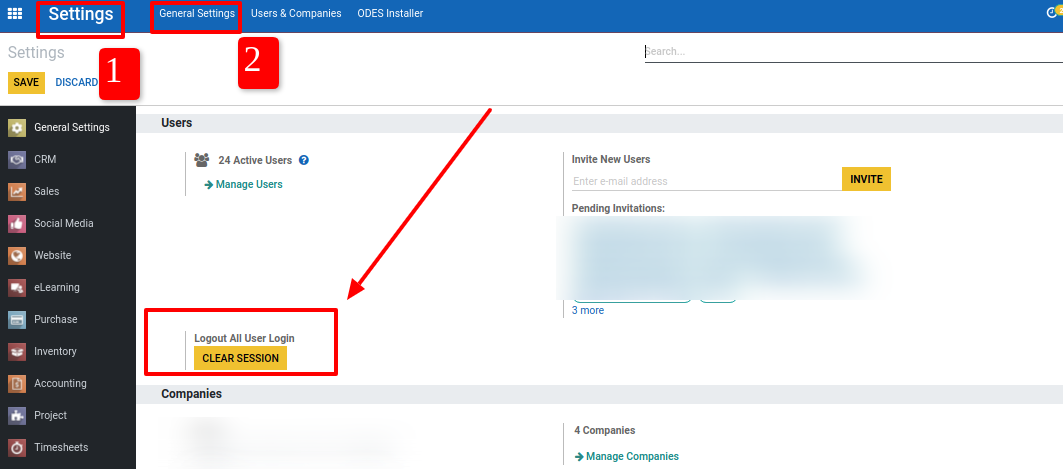 Settings General Settings Users & Companies ODES Installer
Settings
Search...
SAVE DISCARD
1
2
General Settings
CRM
Sales
Social Media
Website
eLearning
Purchase
Inventory
Accounting
Project
Timesheets
Users
24 Active Users ?
Manage Users
Invite New Users
Enter e-mail address INVITE
Pending Invitations:
3 more
Logout All User Login
CLEAR SESSION
Companies
4 Companies
Manage Companies